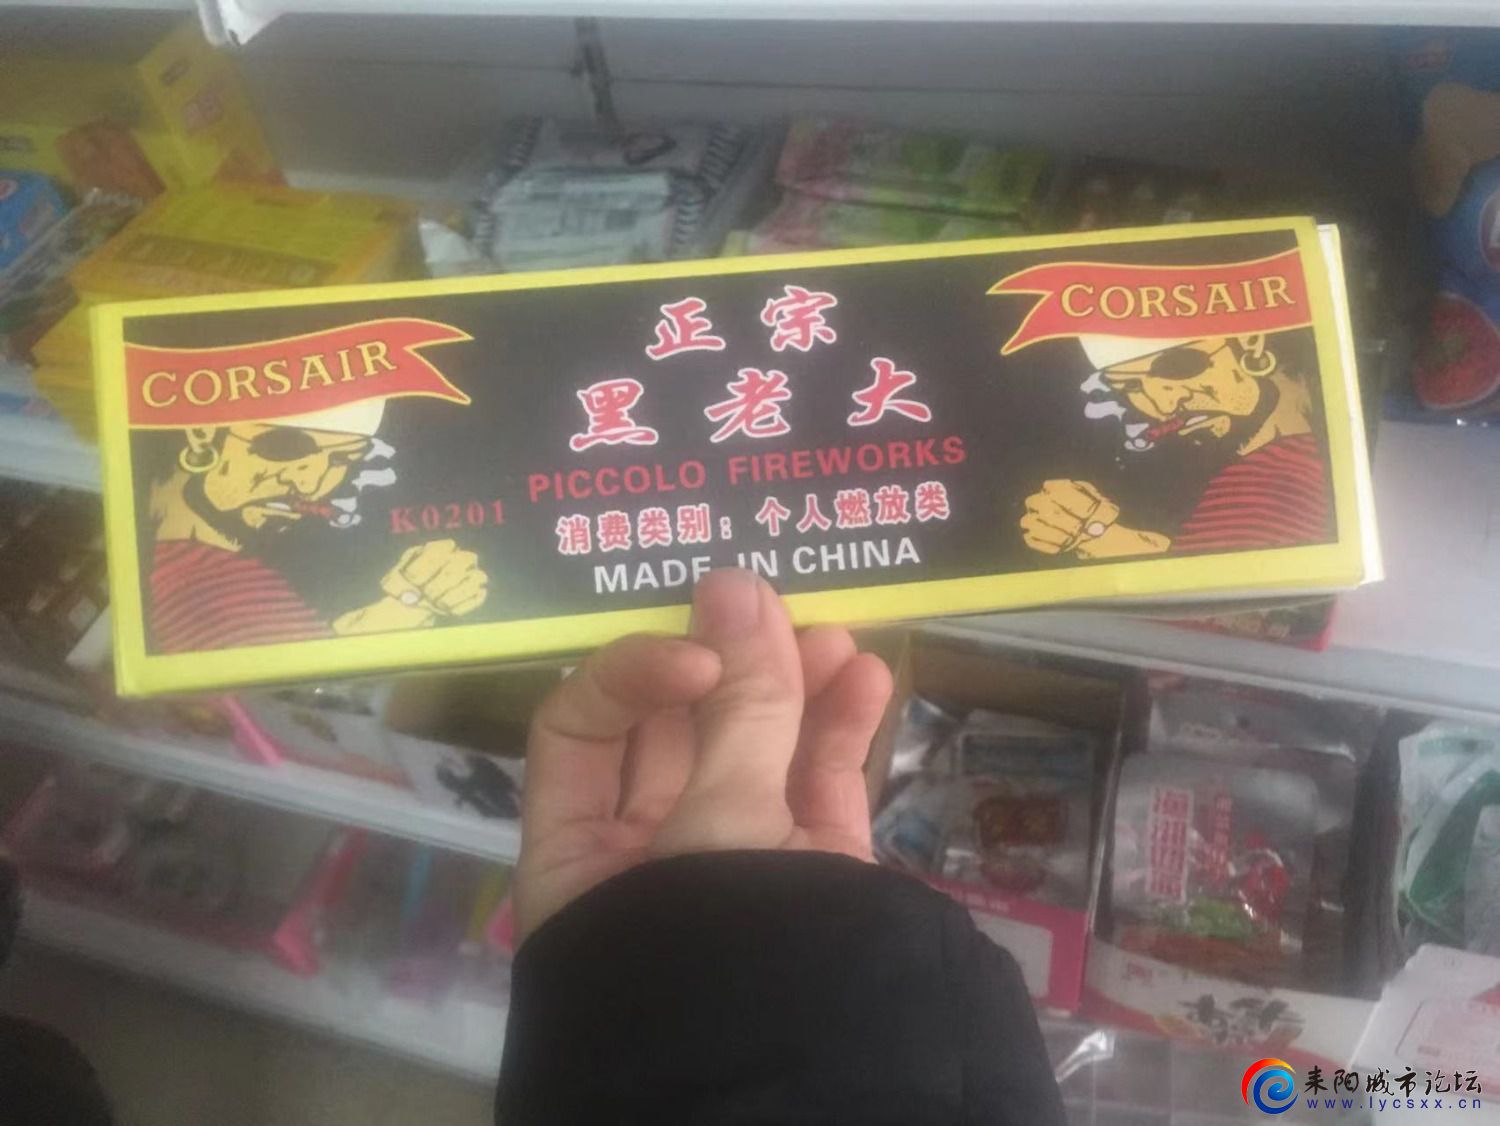 CORSAIR
CORSAIR
正宗
黑老大
PICCOLO FIREWORKS
K0201
消费类别：个人燃放类
MADE IN CHINA
耒阳城市论坛
www.lycsxx.cn